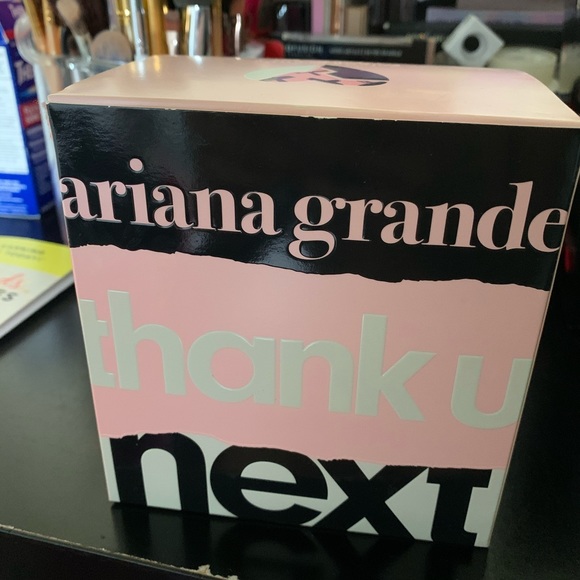 ariana grande
thank u
next